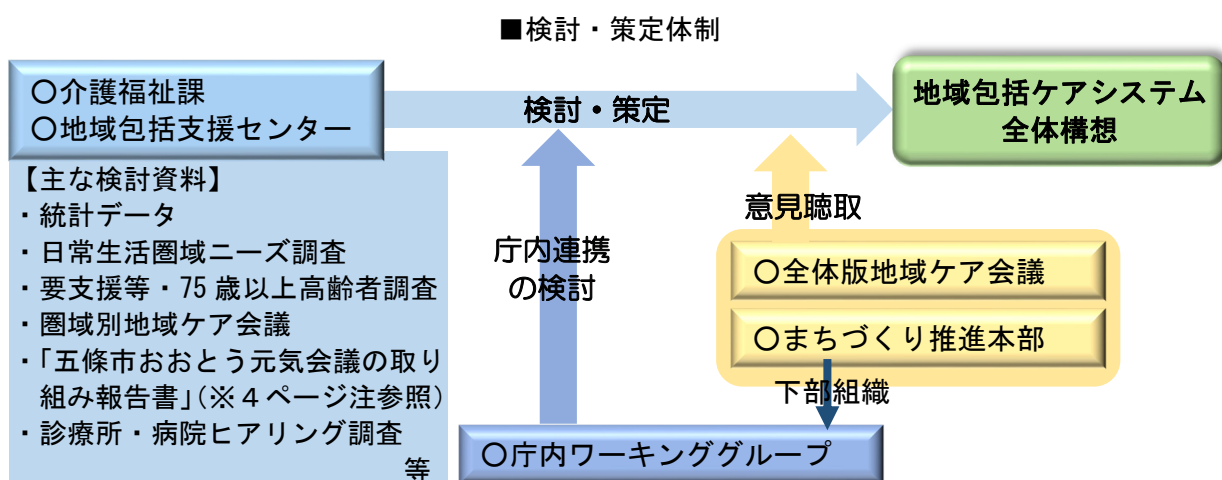 ■検討・策定体制
〇介護福祉課
〇地域包括支援センター
検討・策定
地域包括ケアシステム
全体構想
【主な検討資料】
・統計データ
・日常生活圏域ニーズ調査
・要支援等・75歳以上高齢者調査
・圏域別地域ケア会議
・「五條市おおとう元気会議の取り
組み報告書」(※4ページ注参照)
・診療所・病院ヒアリング調査
等
庁内連携
の検討
意見聴取
〇全体版地域ケア会議
〇まちづくり推進本部
下部組織
〇庁内ワーキンググループ